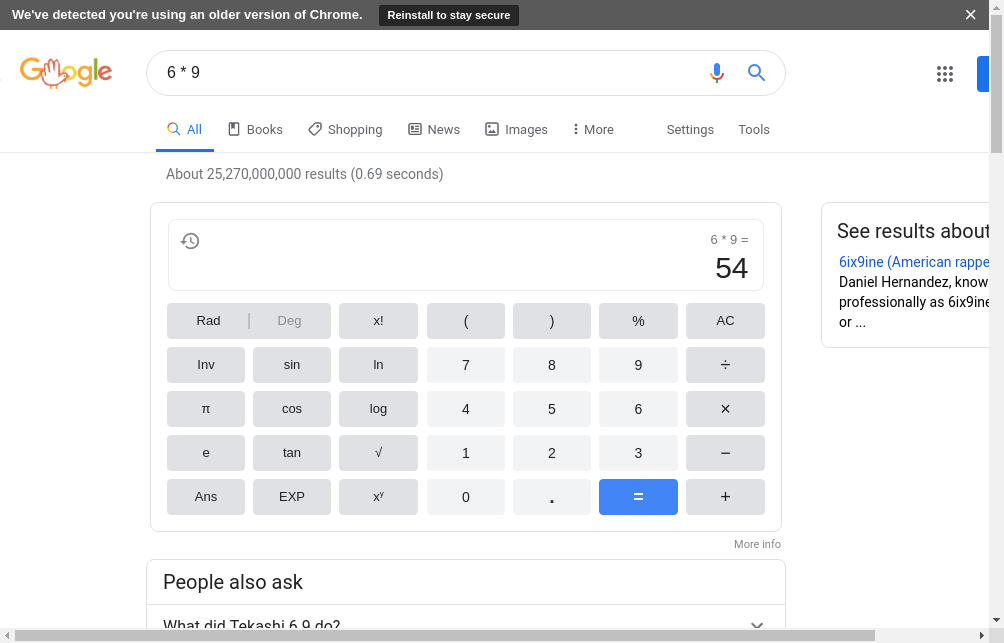 We've detected you're using an older version of Chrome. Reinstall to stay secure
Google
6 * 9
All Books Shopping News Images More Settings Tools
About 25,270,000,000 results (0.69 seconds)
6 * 9 =
54
Rad Deg x! ( ) % AC
Inv sin ln 7 8 9 ÷
π cos log 4 5 6 ×
e tan √ 1 2 3 −
Ans EXP xʸ 0 . = +
More info
See results about
6ix9ine (American rappe
Daniel Hernandez, know
professionally as 6ix9ine
or ...
People also ask
What did Tekashi 6 9 do?